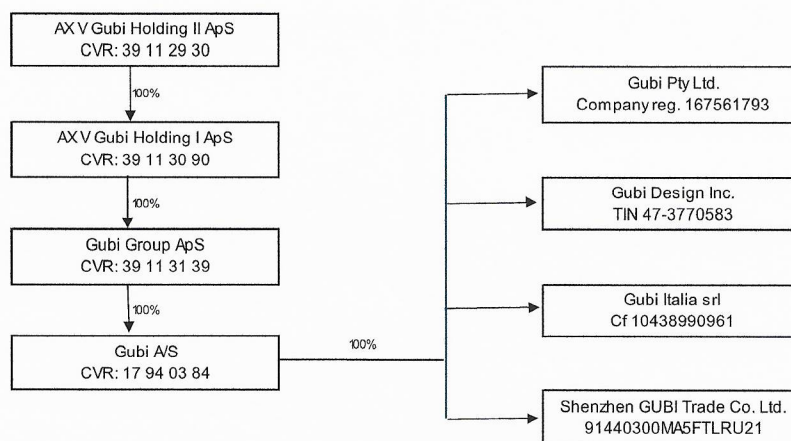 AX V Gubi Holding II ApS
CVR: 39 11 29 30
100%
AX V Gubi Holding I ApS
CVR: 39 11 30 90
100%
Gubi Group ApS
CVR: 39 11 31 39
100%
Gubi A/S
CVR: 17 94 03 84
100%
Gubi Pty Ltd.
Company reg. 167561793
Gubi Design Inc.
TIN 47-3770583
Gubi Italia srl
Cf 10438990961
Shenzhen GUBI Trade Co. Ltd.
91440300MA5FTLRU21